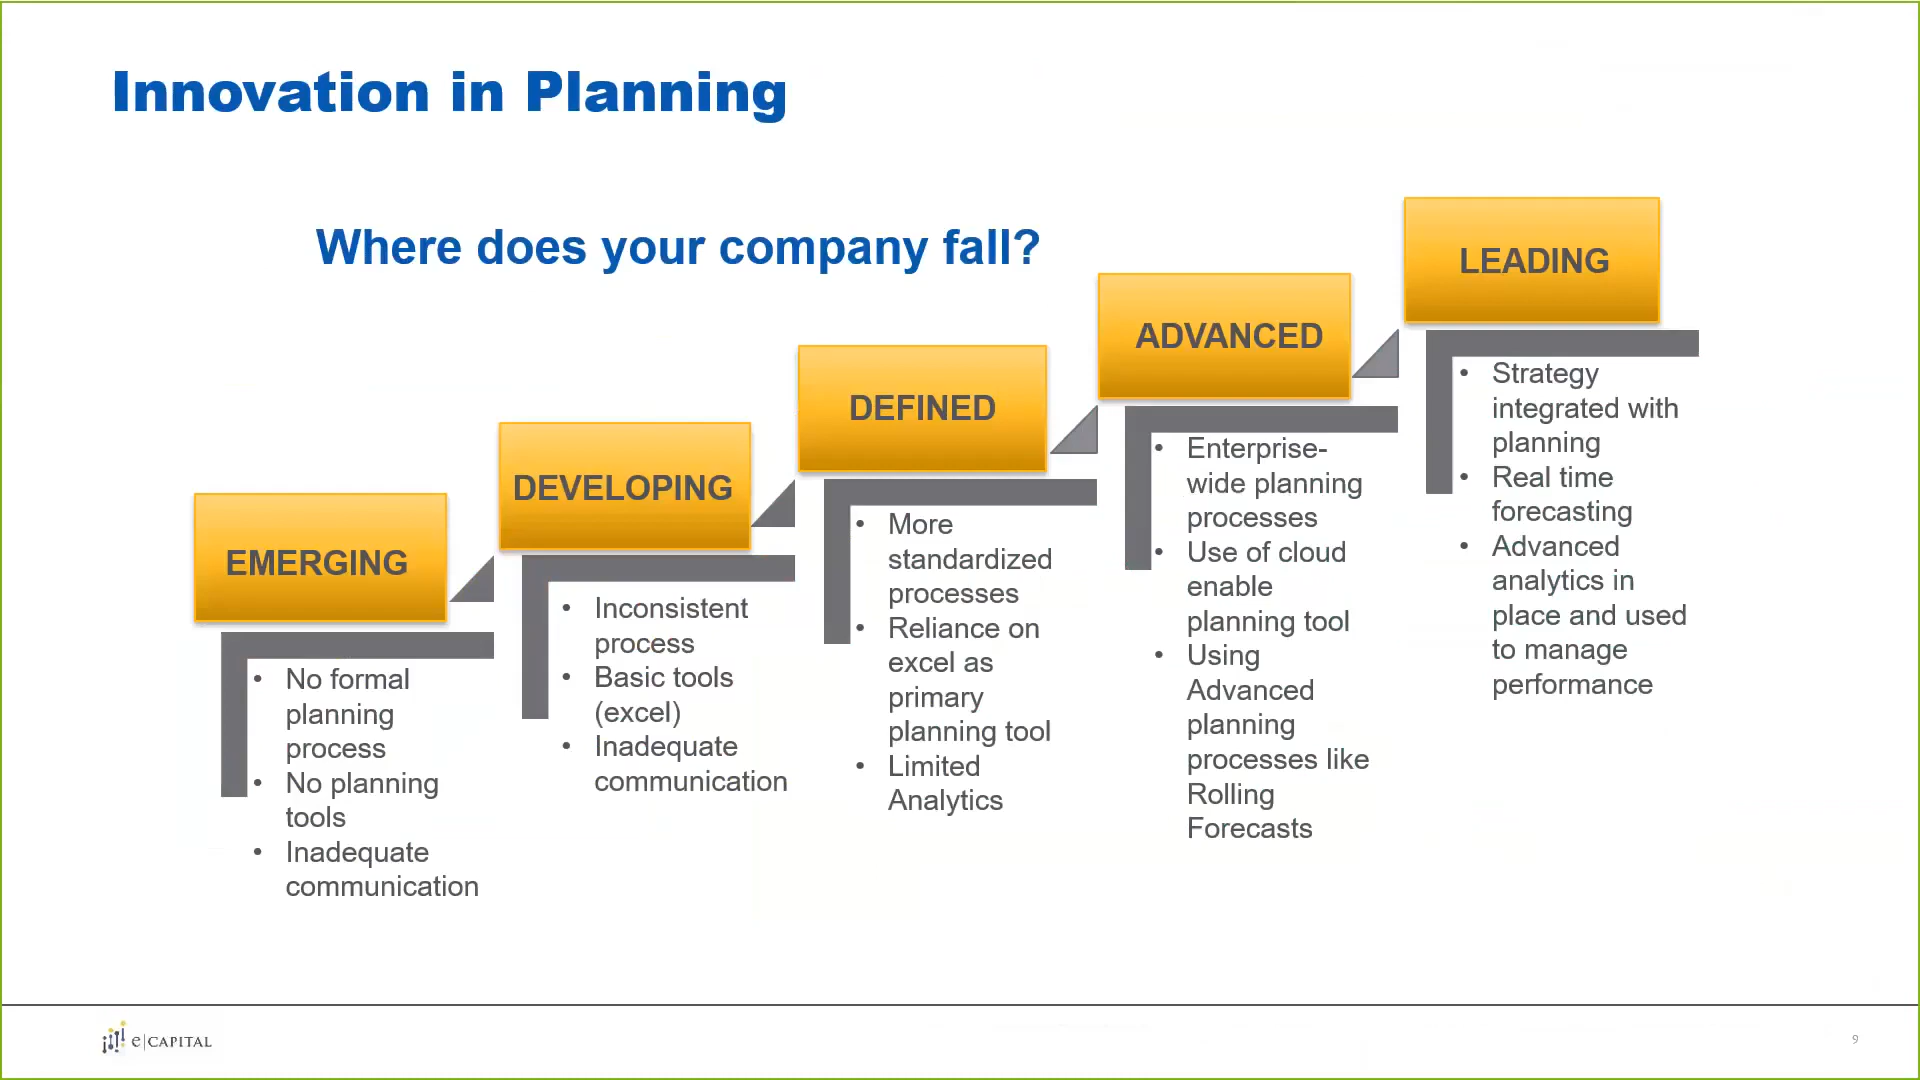 Innovation in Planning
Where does your company fall?
EMERGING
• No formal
planning
process
• No planning
tools
• Inadequate
communication
DEVELOPING
• Inconsistent
process
• Basic tools
(excel)
• Inadequate
communication
DEFINED
• More
standardized
processes
• Reliance on
excel as
primary
planning tool
• Limited
Analytics
ADVANCED
• Enterprise-
wide planning
processes
• Use of cloud
enable
planning tool
• Using
Advanced
planning
processes like
Rolling
Forecasts
LEADING
• Strategy
integrated with
planning
• Real time
forecasting
• Advanced
analytics in
place and used
to manage
performance
e|CAPITAL
9